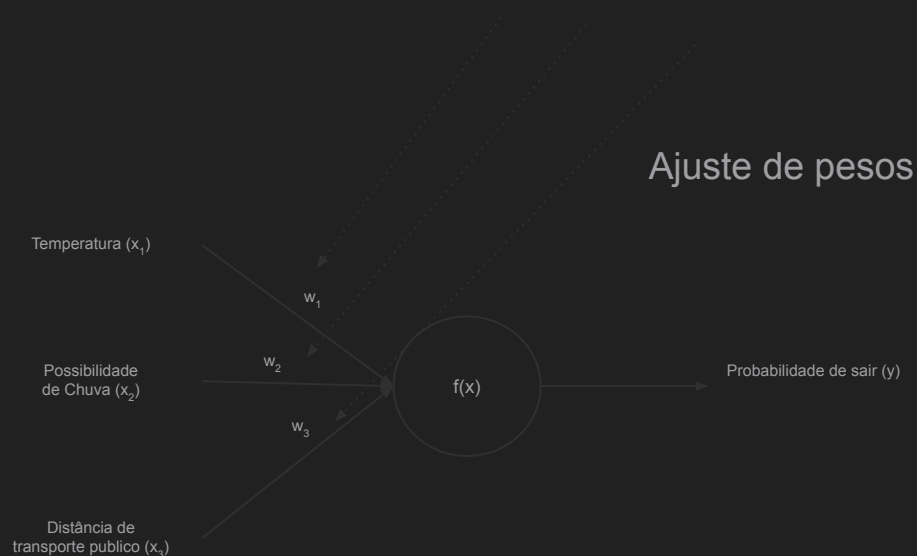 Ajuste de pesos
Temperatura (x₁)
w₁
Possibilidade
de Chuva (x₂)
w₂
f(x)
Probabilidade de sair (y)
w₃
Distância de
transporte publico (x₃)